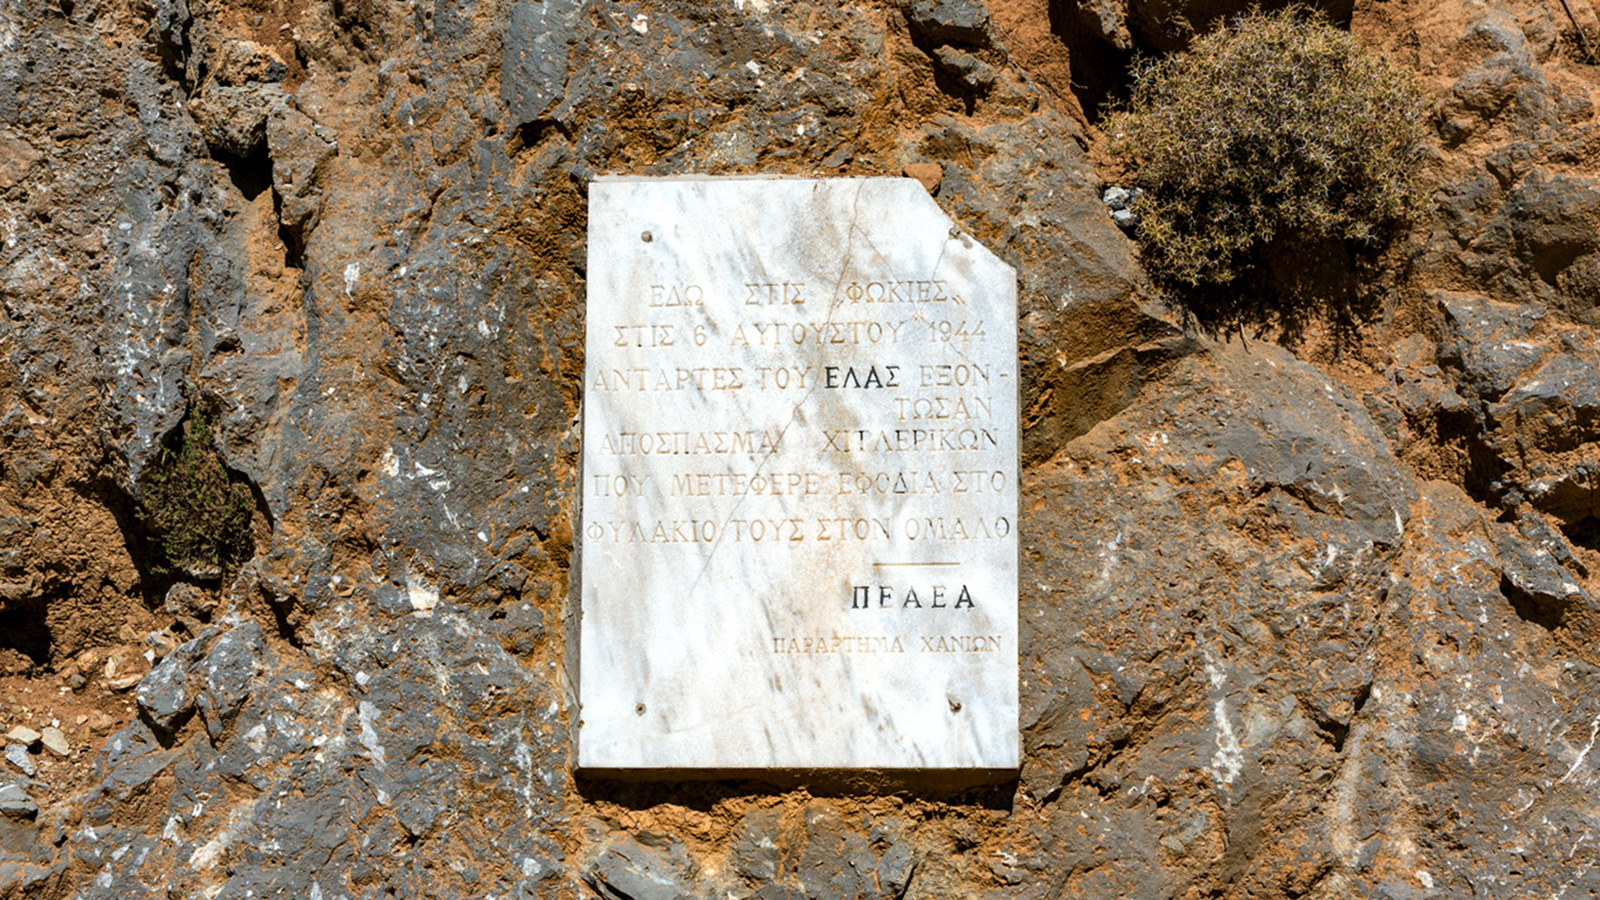 ΕΔΩ ΣΤΙΣ „ΦΩΚΙΕΣ“
ΣΤΙΣ 6 ΑΥΓΟΥΣΤΟΥ 1944
ΑΝΤΑΡΤΕΣ ΤΟΥ ΕΛΑΣ ΕΞΟΝ-
ΤΩΣΑΝ
ΑΠΟΣΠΑΣΜΑ ΧΙΤΛΕΡΙΚΩΝ
ΠΟΥ ΜΕΤΕΦΕΡΕ ΕΦΟΔΙΑ ΣΤΟ
ΦΥΛΑΚΙΟ ΤΟΥΣ ΣΤΟΝ ΟΜΑΛΟ
ΠΕΑΕΑ
ΠΑΡΑΡΤΗΜΑ ΧΑΝΙΩΝ